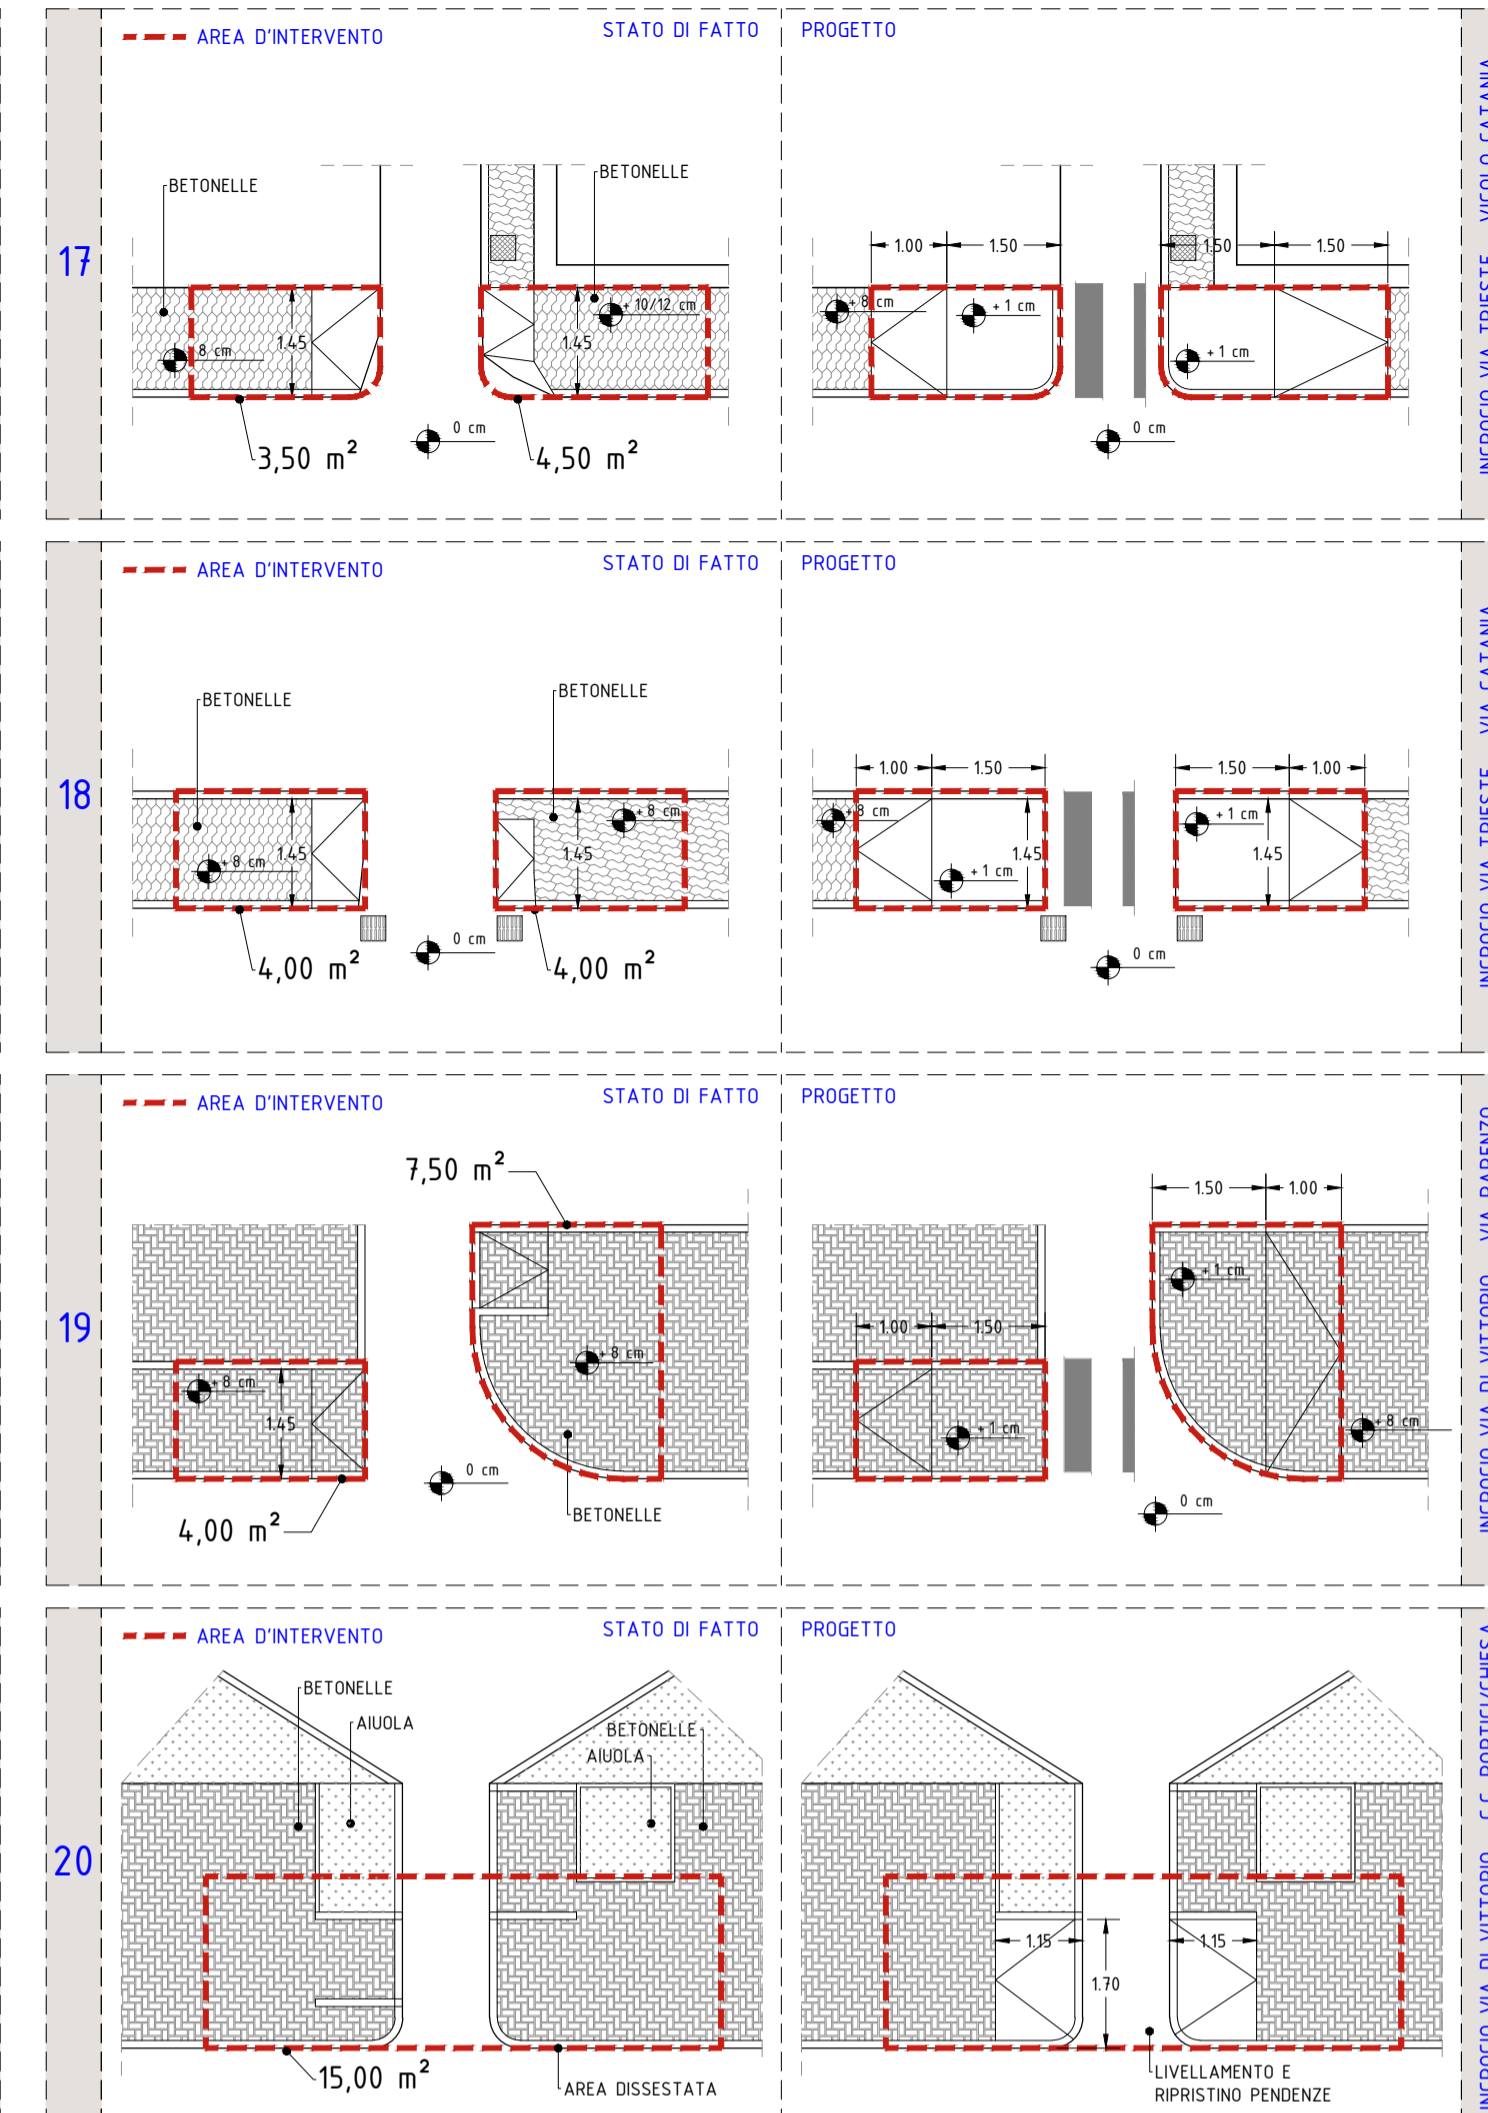 AREA D'INTERVENTO
STATO DI FATTO
PROGETTO
17
BETONELLE
BETONELLE
1.45
8 cm
1.45
+ 10/12 cm
0 cm
3,50 m²
4,50 m²
1.00
1.50
1.50
1.50
+ 8 cm
+ 1 cm
+ 1 cm
0 cm
AREA D'INTERVENTO
STATO DI FATTO
PROGETTO
18
BETONELLE
BETONELLE
1.45
+ 8 cm
1.45
+ 8 cm
0 cm
4,00 m²
4,00 m²
1.00
1.50
1.50
1.00
+ 8 cm
+ 1 cm
1.45
+ 1 cm
1.45
0 cm
INCROCIO VIA TRIESTE VIA CATANIA
AREA D'INTERVENTO
STATO DI FATTO
PROGETTO
19
7,50 m²
+ 8 cm
1.45
+ 8 cm
0 cm
BETONELLE
4,00 m²
1.50
1.00
+ 1 cm
1.00
1.50
+ 1 cm
+ 8 cm
0 cm
INCROCIO VIA DI VITTORIO VIA PARENZO
AREA D'INTERVENTO
STATO DI FATTO
PROGETTO
20
BETONELLE
AIUOLA
BETONELLE
AIUOLA
15,00 m²
AREA DISSESTATA
1.15
1.15
1.70
LIVELLAMENTO E
RIPRISTINO PENDENZE